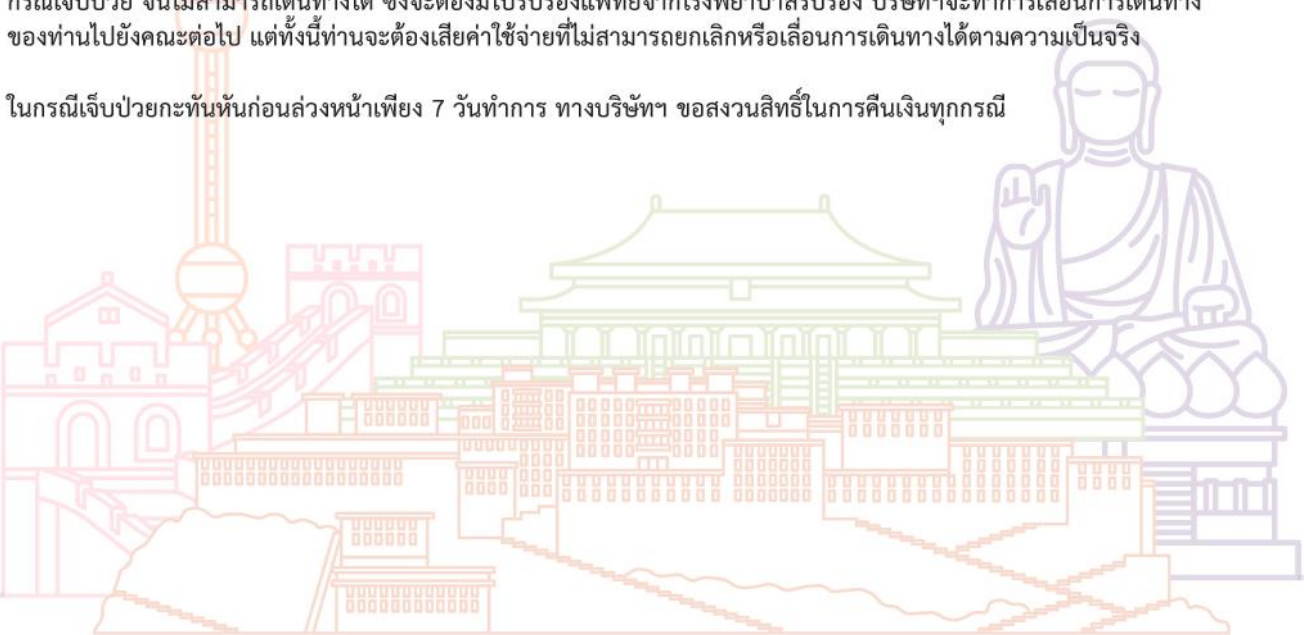 กรณีเจ็บป่วย จนไม่สามารถเดินทางได้ ซึ่งจะต้องมีใบรับรองแพทย์จากโรงพยาบาลรับรอง บริษัทฯจะทำการเลื่อนการเดินทาง
ของท่านไปยังคณะต่อไป แต่ทั้งนี้ท่านจะต้องเสียค่าใช้จ่ายที่ไม่สามารถยกเลิกหรือเลื่อนการเดินทางได้ตามความเป็นจริง
ในกรณีเจ็บป่วยกะทันหันก่อนล่วงหน้าเพียง 7 วันทำการ ทางบริษัทฯ ขอสงวนสิทธิ์ในการคืนเงินทุกกรณี